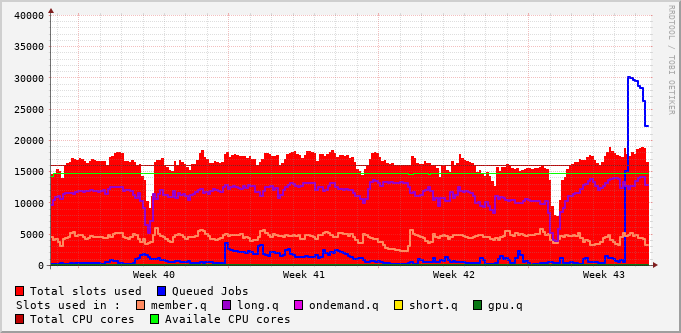 40000
35000
30000
25000
20000
15000
10000
5000
0
Week 40 Week 41 Week 42 Week 43
RRDTOOL / TOBI OETIKER
Total slots used Queued Jobs
Slots used in : member.q long.q ondemand.q short.q gpu.q
Total CPU cores Availale CPU cores